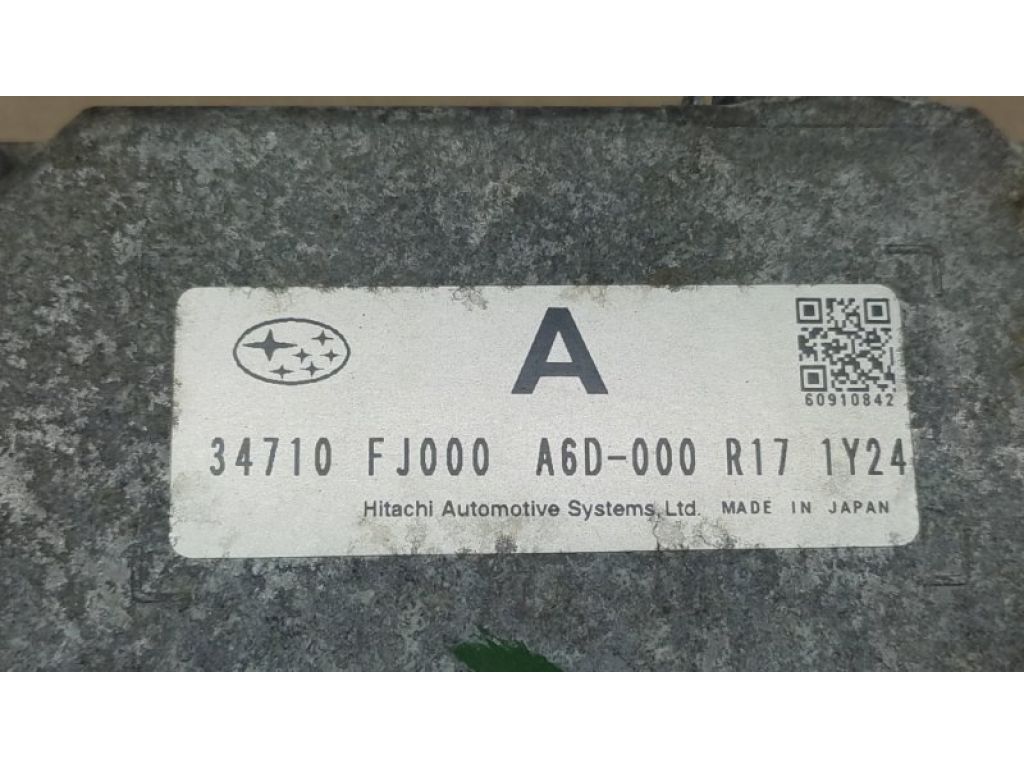 A
60910842
34710 FJ000 A6D-000 R17 1Y24
Hitachi Automotive Systems,Ltd. MADE IN JAPAN